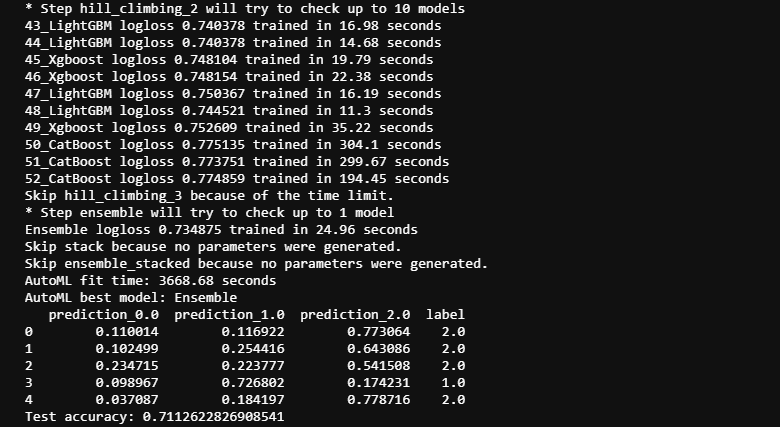 * Step hill_climbing_2 will try to check up to 10 models
43_LightGBM logloss 0.740378 trained in 16.98 seconds
44_LightGBM logloss 0.740378 trained in 14.68 seconds
45_Xgboost logloss 0.748104 trained in 19.79 seconds
46_Xgboost logloss 0.748154 trained in 22.38 seconds
47_LightGBM logloss 0.750367 trained in 16.19 seconds
48_LightGBM logloss 0.744521 trained in 11.3 seconds
49_Xgboost logloss 0.752609 trained in 35.22 seconds
50_CatBoost logloss 0.775135 trained in 304.1 seconds
51_CatBoost logloss 0.773751 trained in 299.67 seconds
52_CatBoost logloss 0.774859 trained in 194.45 seconds
Skip hill_climbing_3 because of the time limit.
* Step ensemble will try to check up to 1 model
Ensemble logloss 0.734875 trained in 24.96 seconds
Skip stack because no parameters were generated.
Skip ensemble_stacked because no parameters were generated.
AutoML fit time: 3668.68 seconds
AutoML best model: Ensemble
prediction_0.0 prediction_1.0 prediction_2.0 label
0 0.110014 0.116922 0.773064 2.0
1 0.102499 0.254416 0.643086 2.0
2 0.234715 0.223777 0.541508 2.0
3 0.098967 0.726802 0.174231 1.0
4 0.037087 0.184197 0.778716 2.0
Test accuracy: 0.7112622826908541